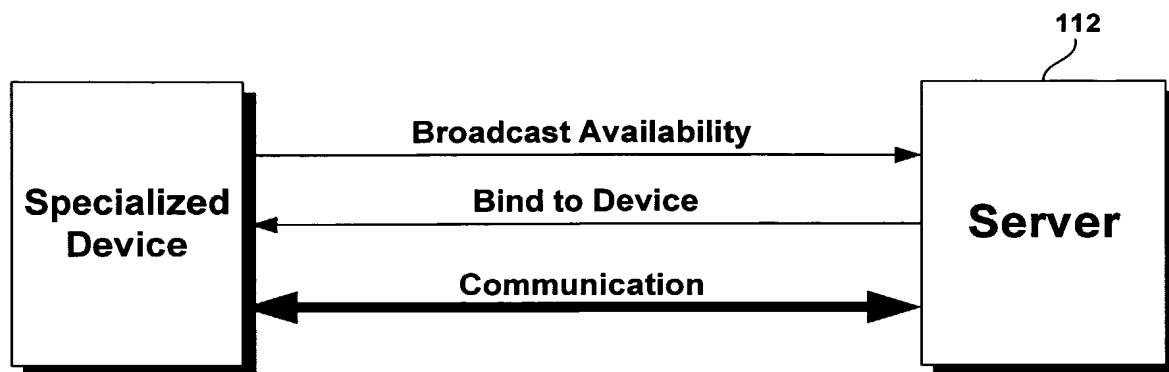 112
Broadcast Availability
Specialized
Device
Bind to Device
Server
Communication